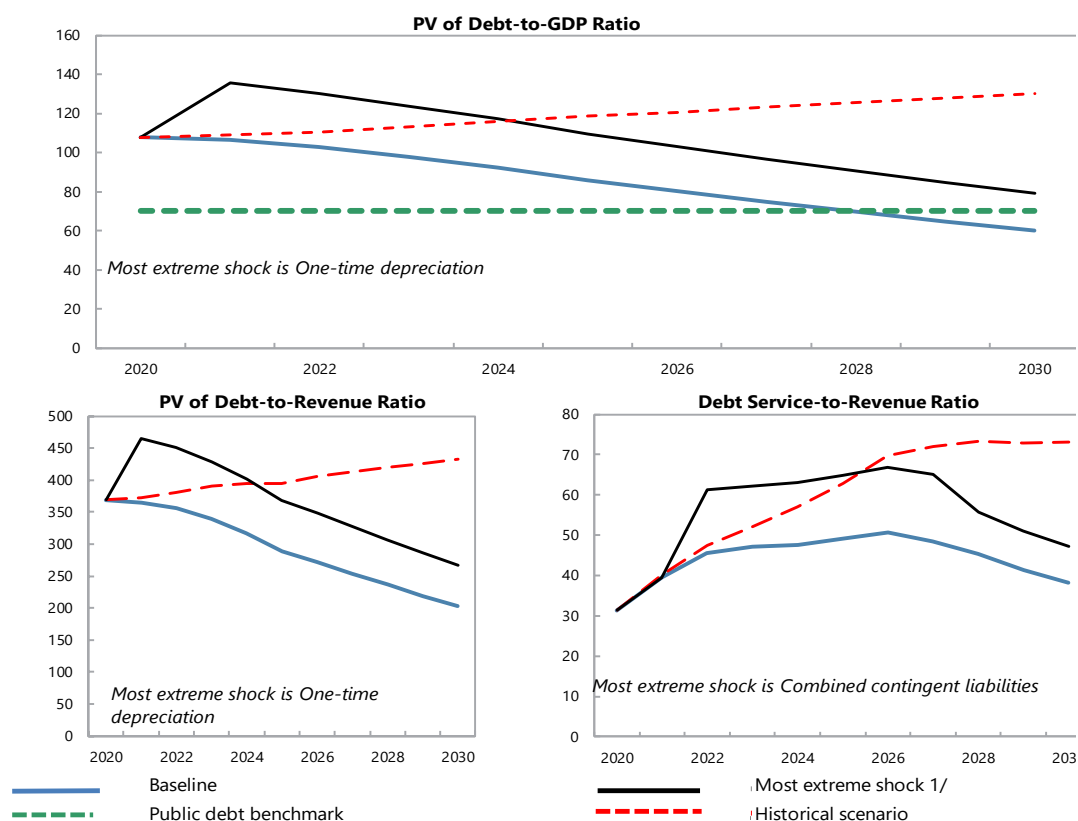 PV of Debt-to-GDP Ratio
160
140
120
100
80
60
40
20
0
Most extreme shock is One-time depreciation
2020 2022 2024 2026 2028 2030
PV of Debt-to-Revenue Ratio
500
450
400
350
300
250
200
150
100
50
0
Most extreme shock is One-time
depreciation
2020 2022 2024 2026 2028 2030
Debt Service-to-Revenue Ratio
80
70
60
50
40
30
20
10
0
Most extreme shock is Combined contingent liabilities
2020 2022 2024 2026 2028 203
Baseline
Public debt benchmark
Most extreme shock 1/
Historical scenario